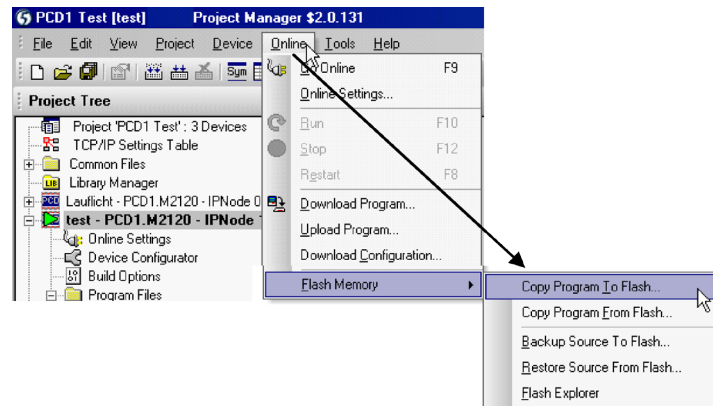 PCD1 Test [test] Project Manager $2.0.131
File Edit View Project Device Online Tools Help
Sym
Project Tree
Project 'PCD1 Test' : 3 Devices
TCP/IP Settings Table
Common Files
LIB Library Manager
PCD Lauflicht - PCD1.M2120 - IPNode 0
test - PCD1.M2120 - IPNode 1
Online Settings
Device Configurator
Build Options
Program Files
Online F9
Online Settings...
Run F10
Stop F12
Restart F8
Download Program...
Upload Program...
Download Configuration...
Flash Memory
Copy Program To Flash...
Copy Program From Flash...
Backup Source To Flash...
Restore Source From Flash...
Flash Explorer